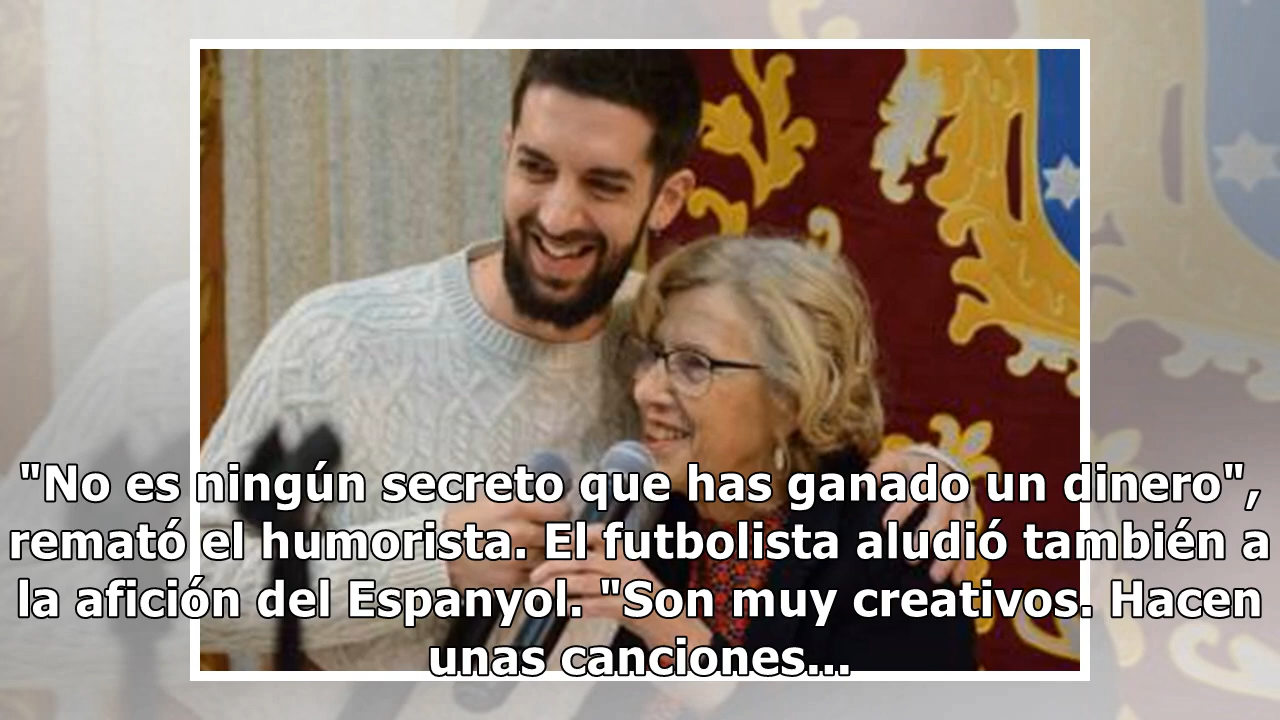 "No es ningún secreto que has ganado un dinero",
remató el humorista. El futbolista aludió también a
la afición del Espanyol. "Son muy creativos. Hacen
unas canciones...